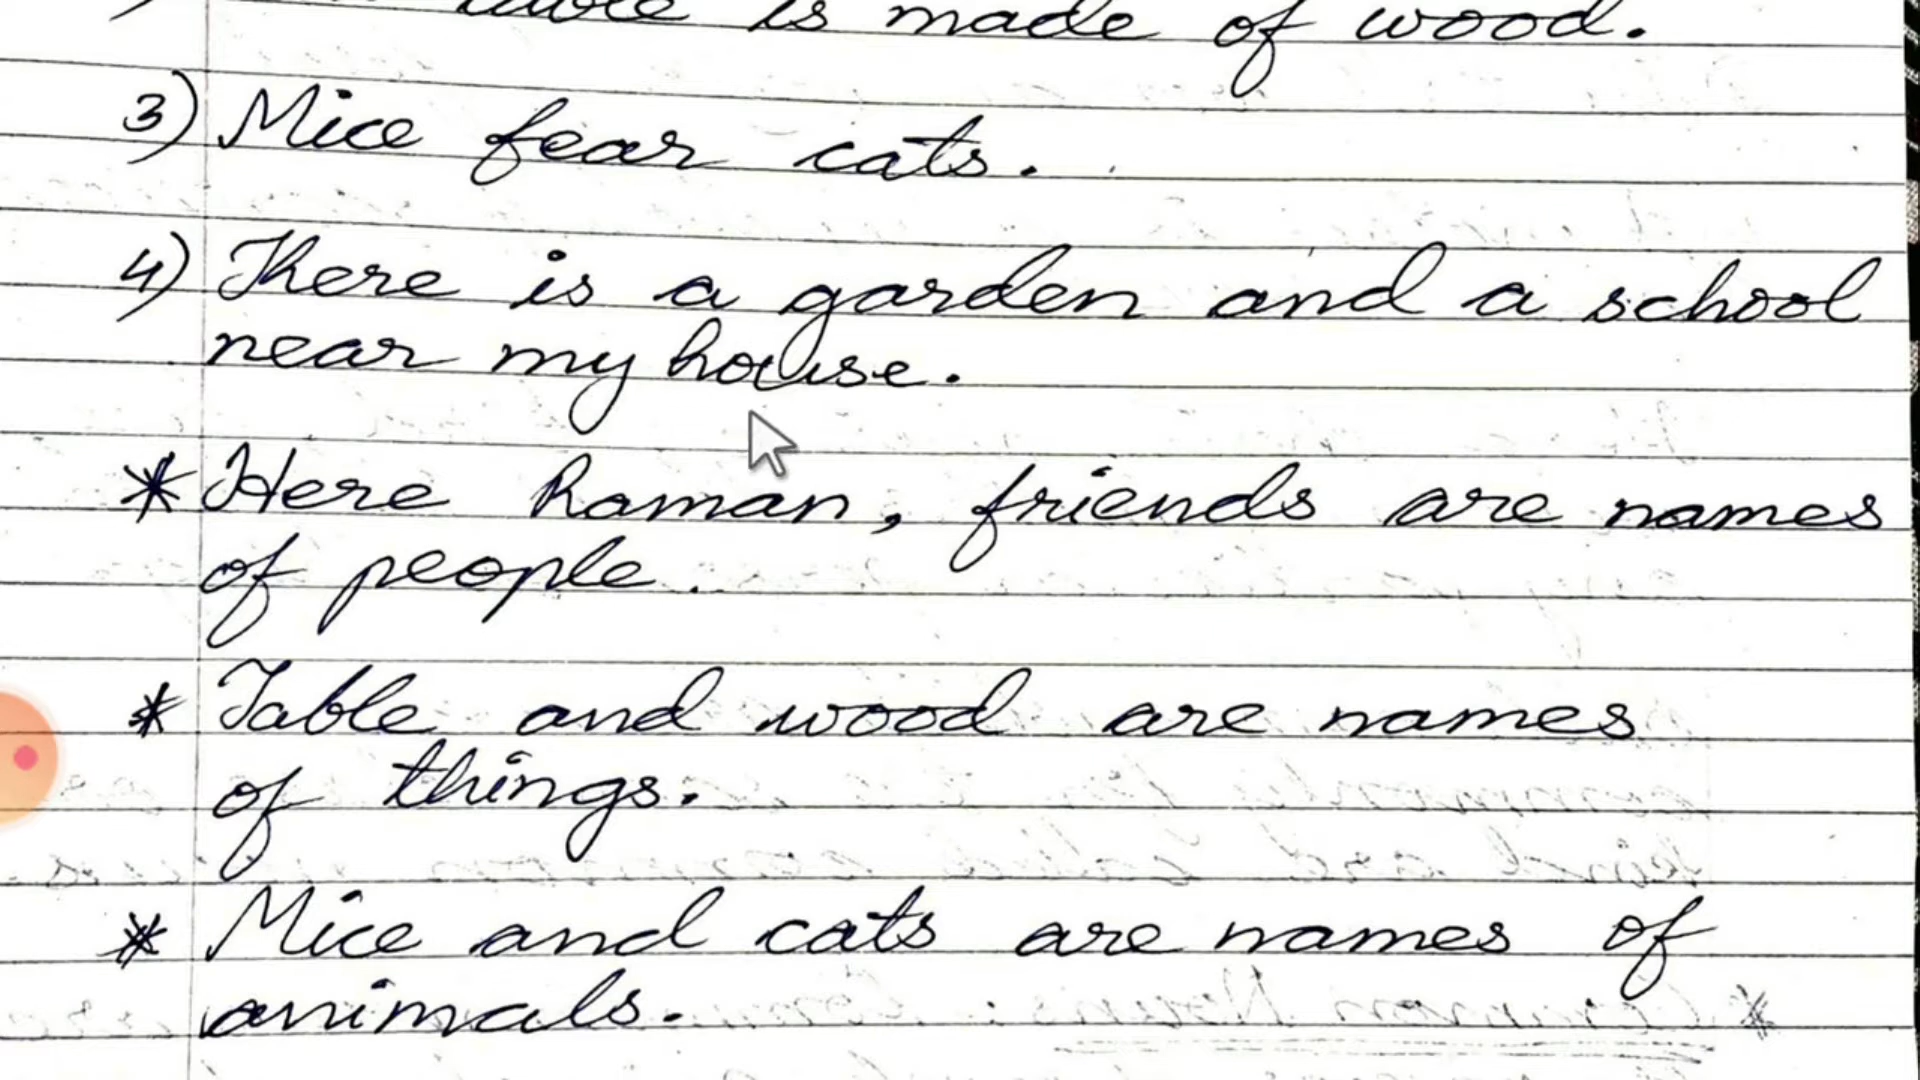 table is made of wood.
3) Mice fear cats.
4) There is a garden and a school
near my house.
* Here Raman, friends are names
of people.
* Table and wood are names
of things.
* Mice and cats are names of
animals.